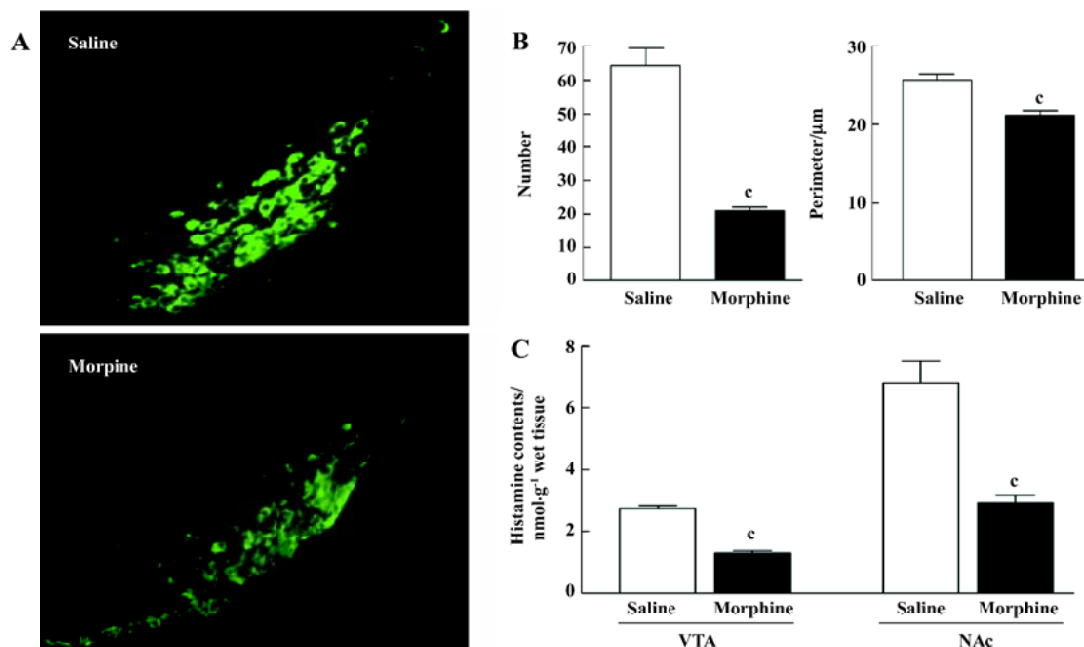 A
Saline
Morpine
B
70
60
50
40
30
20
10
0
Number
c
Saline Morphine
30
20
10
0
Perimeter/μm
c
Saline Morphine
C
8
6
4
2
0
Histamine contents/
nmol·g⁻¹ wet tissue
c
c
Saline Morphine Saline Morphine
VTA NAc